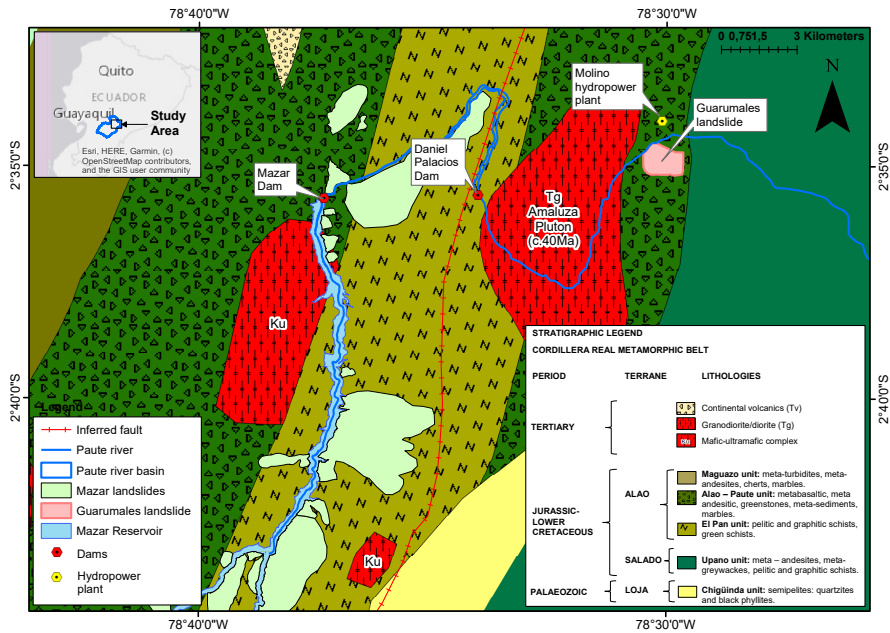 78°40'0"W
78°30'0"W
0 0,751,5 3 Kilometers
N
Quito
ECUADOR
Guayaquil
Study
Area
Esri, HERE, Garmin, (c)
OpenStreetMap contributors,
and the GIS user community
Molino
hydropower
plant
Guarumales
landslide
Daniel
Palacios
Dam
Mazar
Dam
2°35'0"S
2°35'0"S
Tg
Amaluza
Pluton
(c.40Ma)
Ku
2°40'0"S
2°40'0"S
Ku
Legend
Inferred fault
Paute river
Paute river basin
Mazar landslides
Guarumales landslide
Mazar Reservoir
Dams
Hydropower
plant
STRATIGRAPHIC LEGEND
CORDILLERA REAL METAMORPHIC BELT
PERIOD TERRANE LITHOLOGIES
Continental volcanics (Tv)
TERTIARY
Granodiorite/diorite (Tg)
Mafic-ultramafic complex
Maguazo unit: meta-turbidites, meta-
andesites, cherts, marbles.
ALAO
Alao – Paute unit: metabasaltic, meta
andesitic, greenstones, meta-sediments,
marbles.
JURASSIC-
LOWER
CRETACEOUS
El Pan unit: pelitic and graphitic schists,
green schists.
SALADO
Upano unit: meta – andesites, meta-
greywackes, pelitic and graphitic schists.
PALAEOZOIC LOJA
Chigüinda unit: semipelites: quartzites
and black phyllites.
78°40'0"W
78°30'0"W